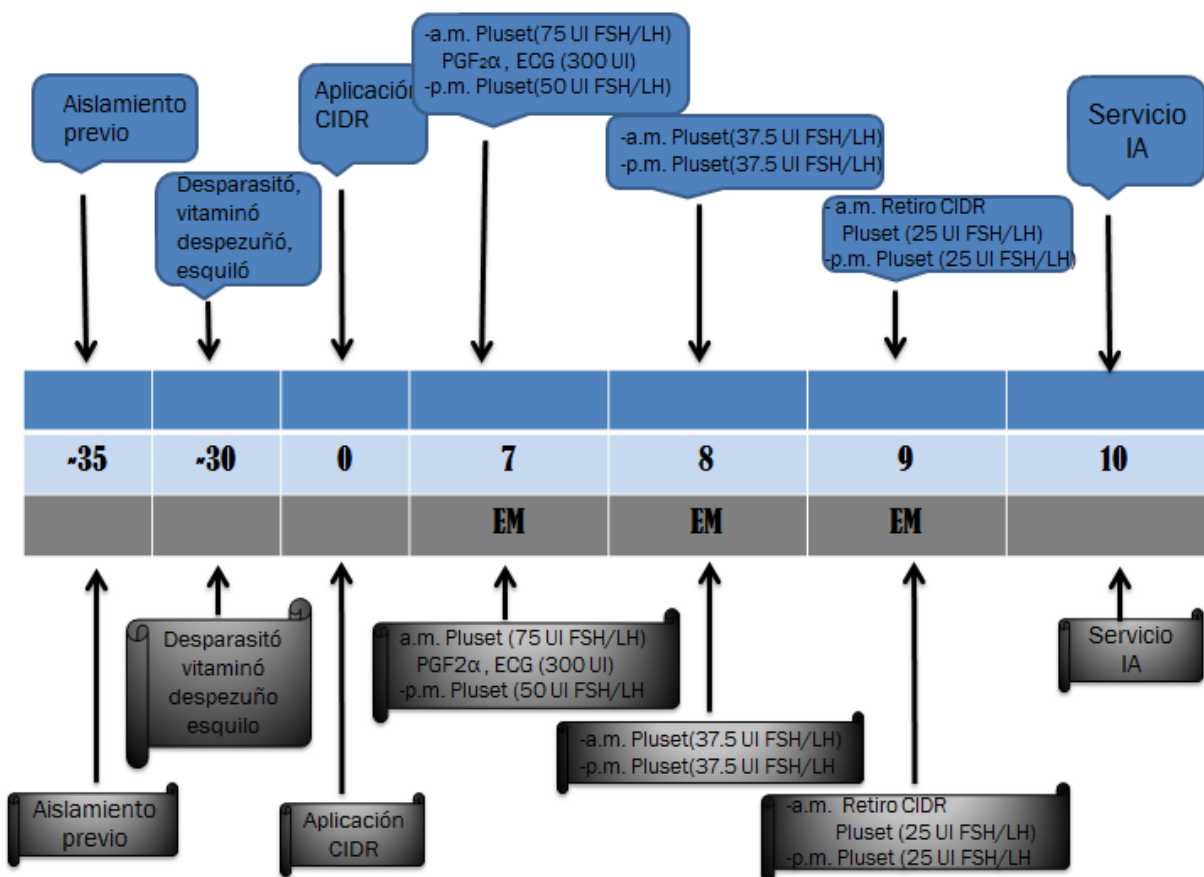 -a.m. Pluset(75 UI FSH/LH)
PGF₂α , ECG (300 UI)
-p.m. Pluset(50 UI FSH/LH)
Aislamiento
previo
Aplicación
CIDR
Servicio
IA
-a.m. Pluset(37.5 UI FSH/LH)
-p.m. Pluset(37.5 UI FSH/LH)
Desparasitó,
vitaminó
despezuñó,
esquiló
- a.m. Retiro CIDR
Pluset (25 UI FSH/LH)
-p.m. Pluset (25 UI FSH/LH)
-35 -30 0 7 8 9 10
EM EM EM
Desparasitó
vitaminó
despezuño
esquilo
a.m. Pluset (75 UI FSH/LH)
PGF2α , ECG (300 UI)
-p.m. Pluset (50 UI FSH/LH
Servicio
IA
-a.m. Pluset(37.5 UI FSH/LH)
-p.m. Pluset(37.5 UI FSH/LH
Aislamiento
previo
Aplicación
CIDR
-a.m. Retiro CIDR
Pluset (25 UI FSH/LH)
-p.m. Pluset (25 UI FSH/LH